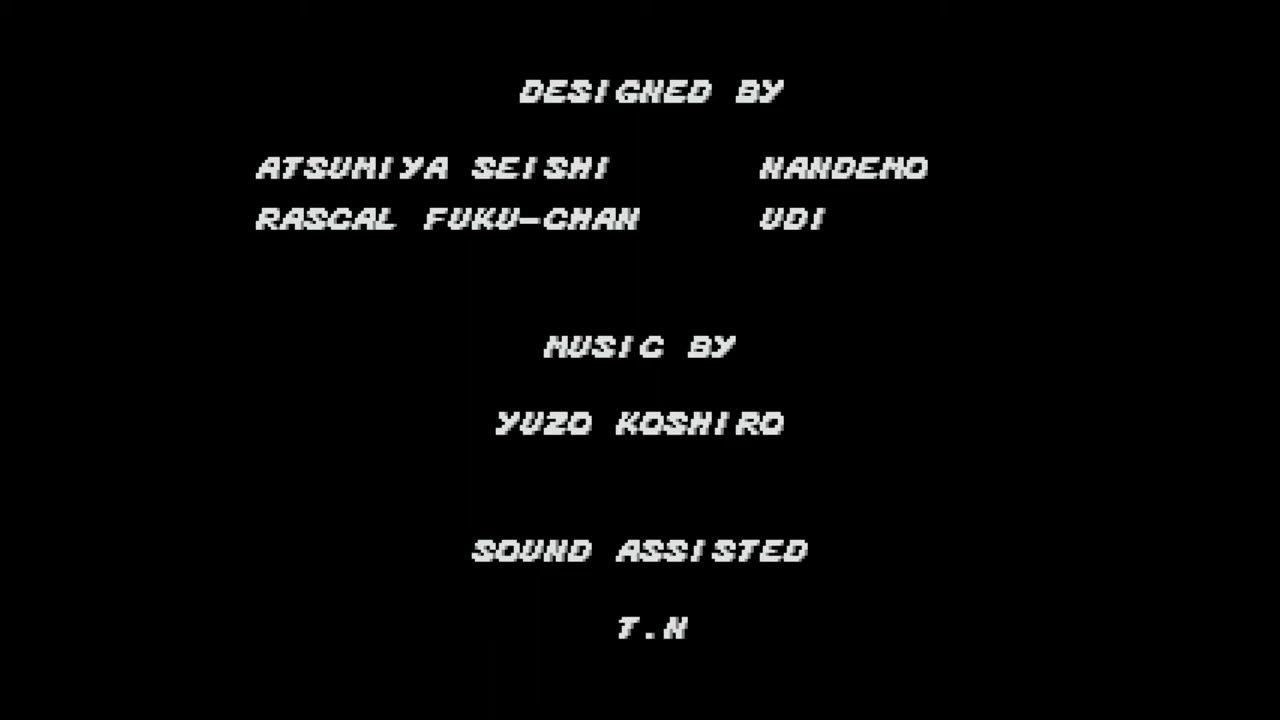 DESIGNED BY
ATSUMIYA SEISHI NANDEMO
RASCAL FUKU-CHAN UDI
MUSIC BY
YUZO KOSHIRO
SOUND ASSISTED
T.N